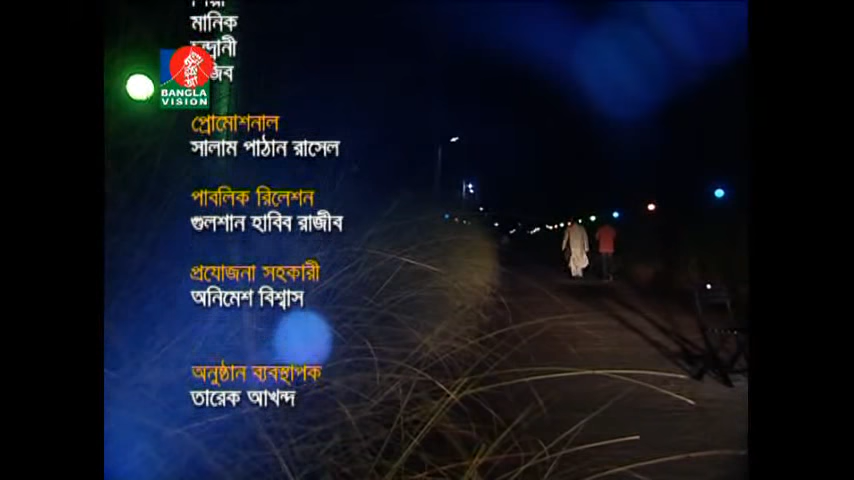 মানিক
BANGLA
VISION
প্রোমোশনাল
সালাম পাঠান রাসেল
পাবলিক রিলেশন
গুলশান হাবিব রাজীব
প্রযোজনা সহকারী
অনিমেশ বিশ্বাস
অনুষ্ঠান ব্যবস্থাপক
তারেক আখন্দ